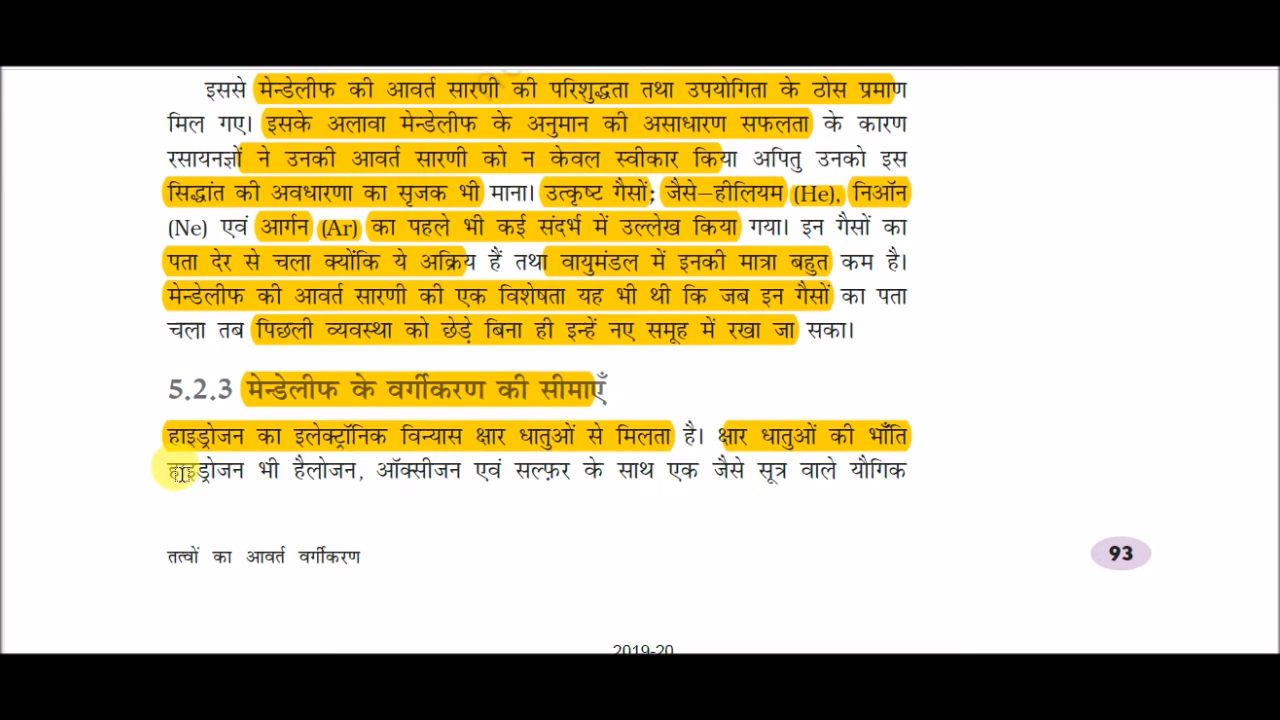 इससे मेन्डेलीफ की आवर्त सारणी की परिशुद्धता तथा उपयोगिता के ठोस प्रमाण
मिल गए। इसके अलावा मेन्डेलीफ के अनुमान की असाधारण सफलता के कारण
रसायनज्ञों ने उनकी आवर्त सारणी को न केवल स्वीकार किया अपितु उनको इस
सिद्धांत की अवधारणा का सृजक भी माना। उत्कृष्ट गैसों; जैसे–हीलियम (He), निऑन
(Ne) एवं आर्गन (Ar) का पहले भी कई संदर्भ में उल्लेख किया गया। इन गैसों का
पता देर से चला क्योंकि ये अक्रिय हैं तथा वायुमंडल में इनकी मात्रा बहुत कम है।
मेन्डेलीफ की आवर्त सारणी की एक विशेषता यह भी थी कि जब इन गैसों का पता
चला तब पिछली व्यवस्था को छेड़े बिना ही इन्हें नए समूह में रखा जा सका।
5.2.3 मेन्डेलीफ के वर्गीकरण की सीमाएँ
हाइड्रोजन का इलेक्ट्रॉनिक विन्यास क्षार धातुओं से मिलता है। क्षार धातुओं की भाँति
हाइड्रोजन भी हैलोजन, ऑक्सीजन एवं सल्फ़र के साथ एक जैसे सूत्र वाले यौगिक
तत्वों का आवर्त वर्गीकरण
93
2019-20